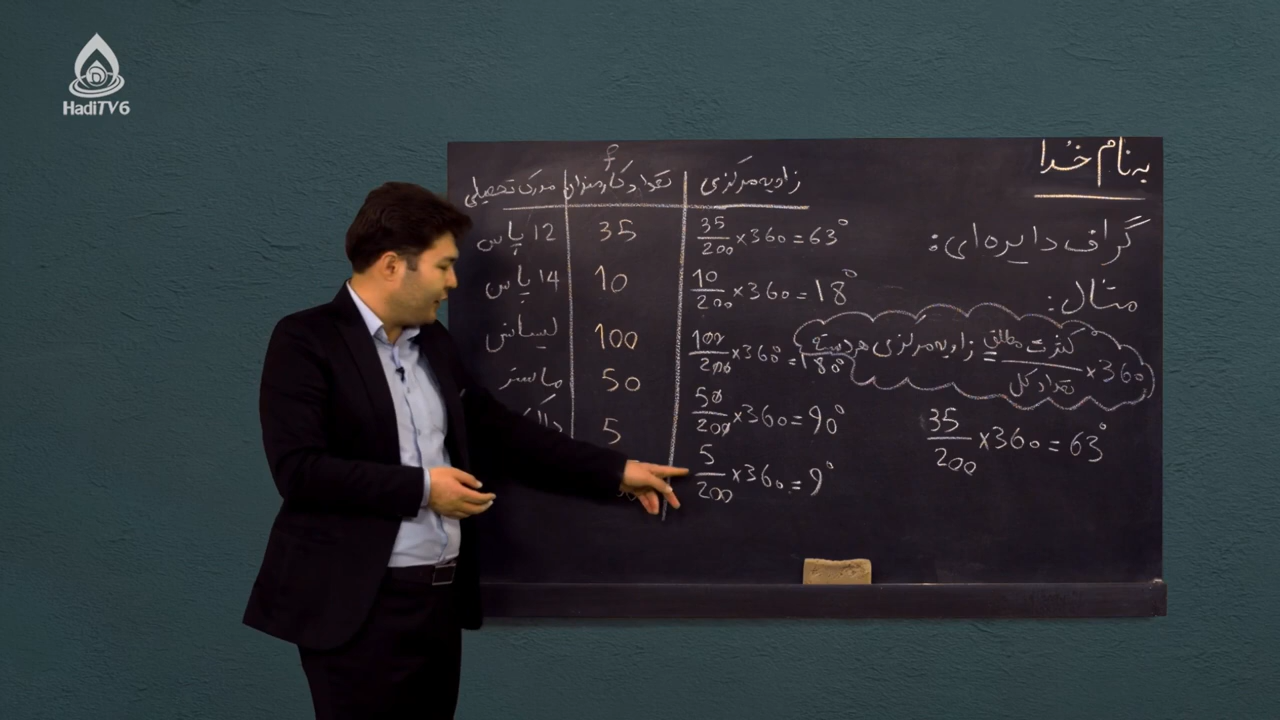 HadiTV6
به نام خدا
گراف دایره‌ای:
مثال:
زاویه مرکزی هر دسته = کثرت مطلق / تعداد کل × 360
35/200 × 360 = 63°
f
مدرک تحصیلی | تعداد کارمندان | زاویه مرکزی
12 پاس | 35 | 35/200 × 360 = 63°
14 پاس | 10 | 10/200 × 360 = 18°
لیسانس | 100 | 100/200 × 360° = 180°
ماستر | 50 | 50/200 × 360 = 90°
5 | 5/200 × 360 = 9°